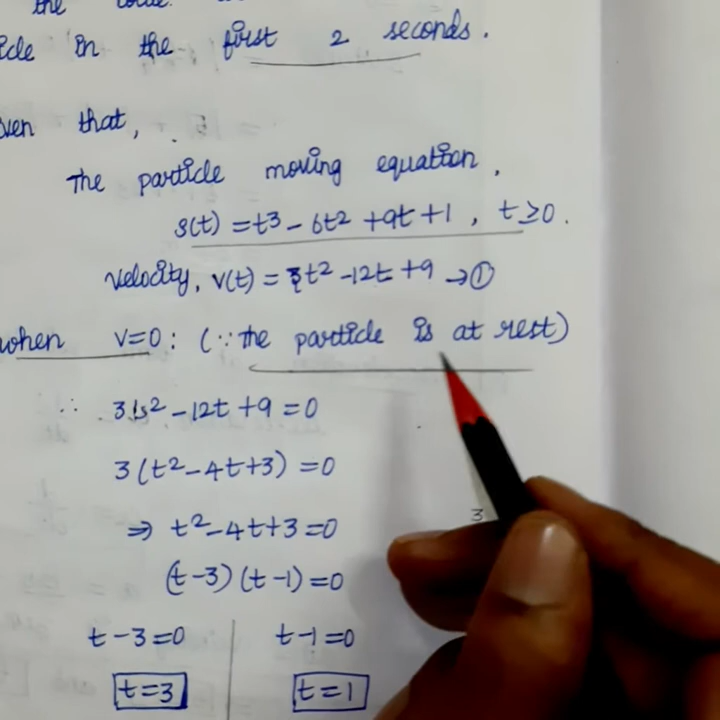 the
in the first 2 seconds.
that,
The particle moving equation,
s(t) = t³ - 6t² + 9t + 1, t ≥ 0.
Velocity, v(t) = 3t² - 12t + 9 → ①
when v=0: (∵ the particle is at rest)
∴ 3t² - 12t + 9 = 0
3(t² - 4t + 3) = 0
3
⇒ t² - 4t + 3 = 0
(t - 3) (t - 1) = 0
t - 3 = 0 t - 1 = 0
t = 3 t = 1